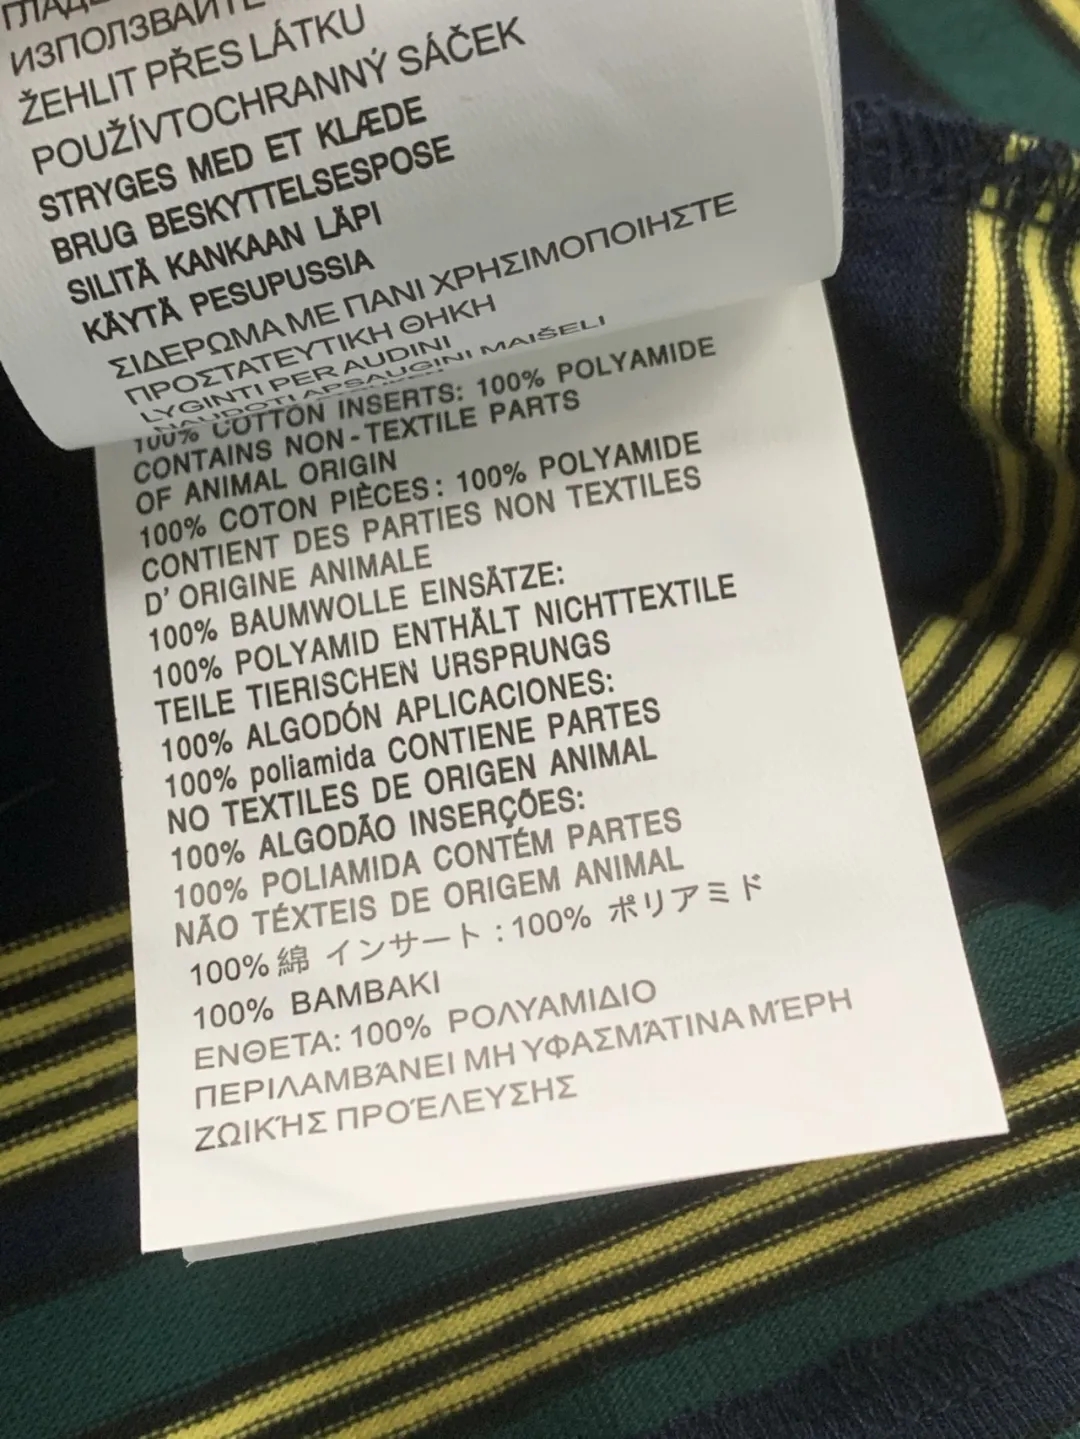 ИЗПОЛЗВАЙТЕ
ŽEHLIT PŘES LÁTKU
POUŽÍVTOCHRANNÝ SÁČEK
STRYGES MED ET KLÆDE
BRUG BESKYTTELSESPOSE
SILITÄ KANKAAN LÄPI
KÄYTÄ PESUPUSSIA
ΣΙΔΕΡΩΜΑ ΜΕ ΠΑΝΙ ΧΡΗΣΙΜΟΠΟΙΗΣΤΕ
ΠΡΟΣΤΑΤΕΥΤΙΚΗ ΘΗΚΗ
LYGINTI PER AUDINI
NAUDOTI APSAUGINI MAIŠELI
100% COTTON INSERTS: 100% POLYAMIDE
CONTAINS NON-TEXTILE PARTS
OF ANIMAL ORIGIN
100% COTON PIÈCES: 100% POLYAMIDE
CONTIENT DES PARTIES NON TEXTILES
D' ORIGINE ANIMALE
100% BAUMWOLLE EINSÄTZE:
100% POLYAMID ENTHÄLT NICHTTEXTILE
TEILE TIERISCHEN URSPRUNGS
100% ALGODÓN APLICACIONES:
100% poliamida CONTIENE PARTES
NO TEXTILES DE ORIGEN ANIMAL
100% ALGODÃO INSERÇÕES:
100% POLIAMIDA CONTÉM PARTES
NÃO TÉXTEIS DE ORIGEM ANIMAL
100% 綿 インサート : 100% ポリアミド
100% ΒΑΜΒΑΚΙ
ΕΝΘΕΤΑ: 100% ΡΟΛΥΑΜΙΔΙΟ
ΠΕΡΙΛΑΜΒΆΝΕΙ ΜΗ ΥΦΑΣΜΆΤΙΝΑ ΜΈΡΗ
ΖΩΙΚΉΣ ΠΡΟΈΛΕΥΣΗΣ